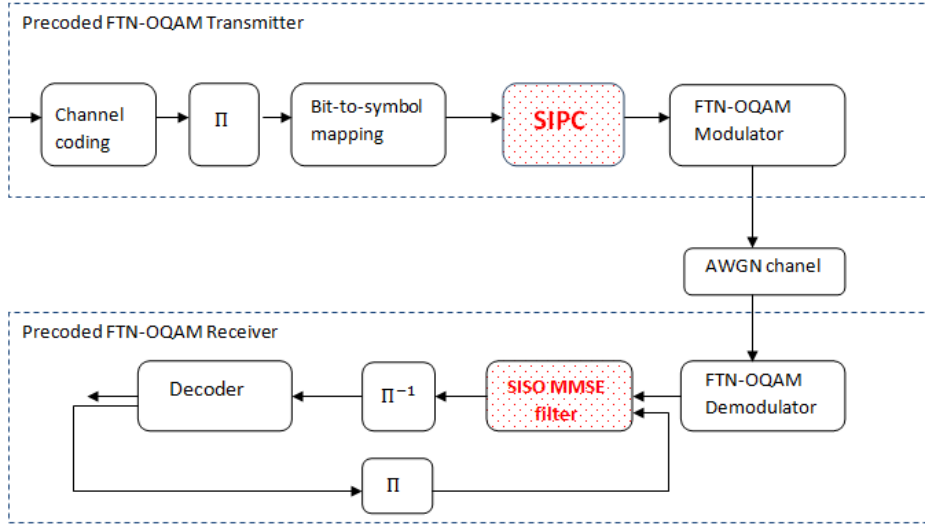 Precoded FTN-OQAM Transmitter
Channel
coding
Π
Bit-to-symbol
mapping
SIPC
FTN-OQAM
Modulator
AWGN chanel
Precoded FTN-OQAM Receiver
Decoder
Π⁻¹
SISO MMSE
filter
FTN-OQAM
Demodulator
Π